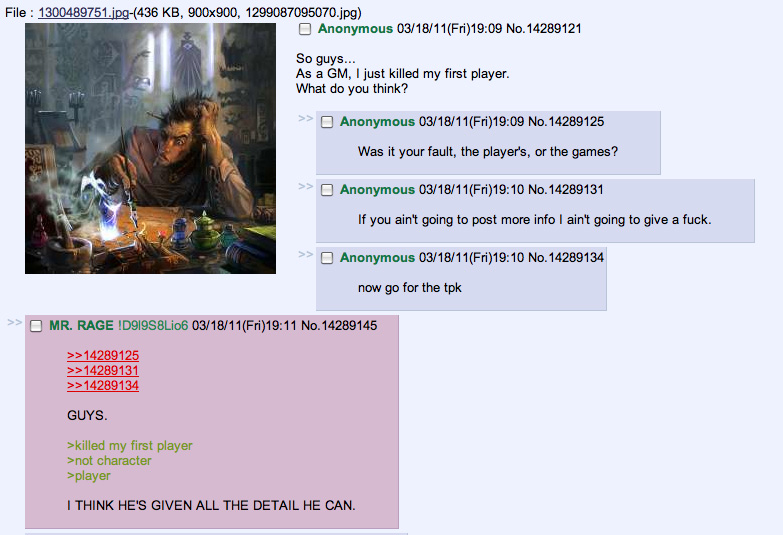 File : 1300489751.jpg-(436 KB, 900x900, 1299087095070.jpg)
Anonymous 03/18/11(Fri)19:09 No.14289121
So guys...
As a GM, I just killed my first player.
What do you think?
>> Anonymous 03/18/11(Fri)19:09 No.14289125
Was it your fault, the player's, or the games?
>> Anonymous 03/18/11(Fri)19:10 No.14289131
If you ain't going to post more info I ain't going to give a fuck.
>> Anonymous 03/18/11(Fri)19:10 No.14289134
now go for the tpk
>> MR. RAGE !D9l9S8Lio6 03/18/11(Fri)19:11 No.14289145
>>14289125
>>14289131
>>14289134
GUYS.
>killed my first player
>not character
>player
I THINK HE'S GIVEN ALL THE DETAIL HE CAN.